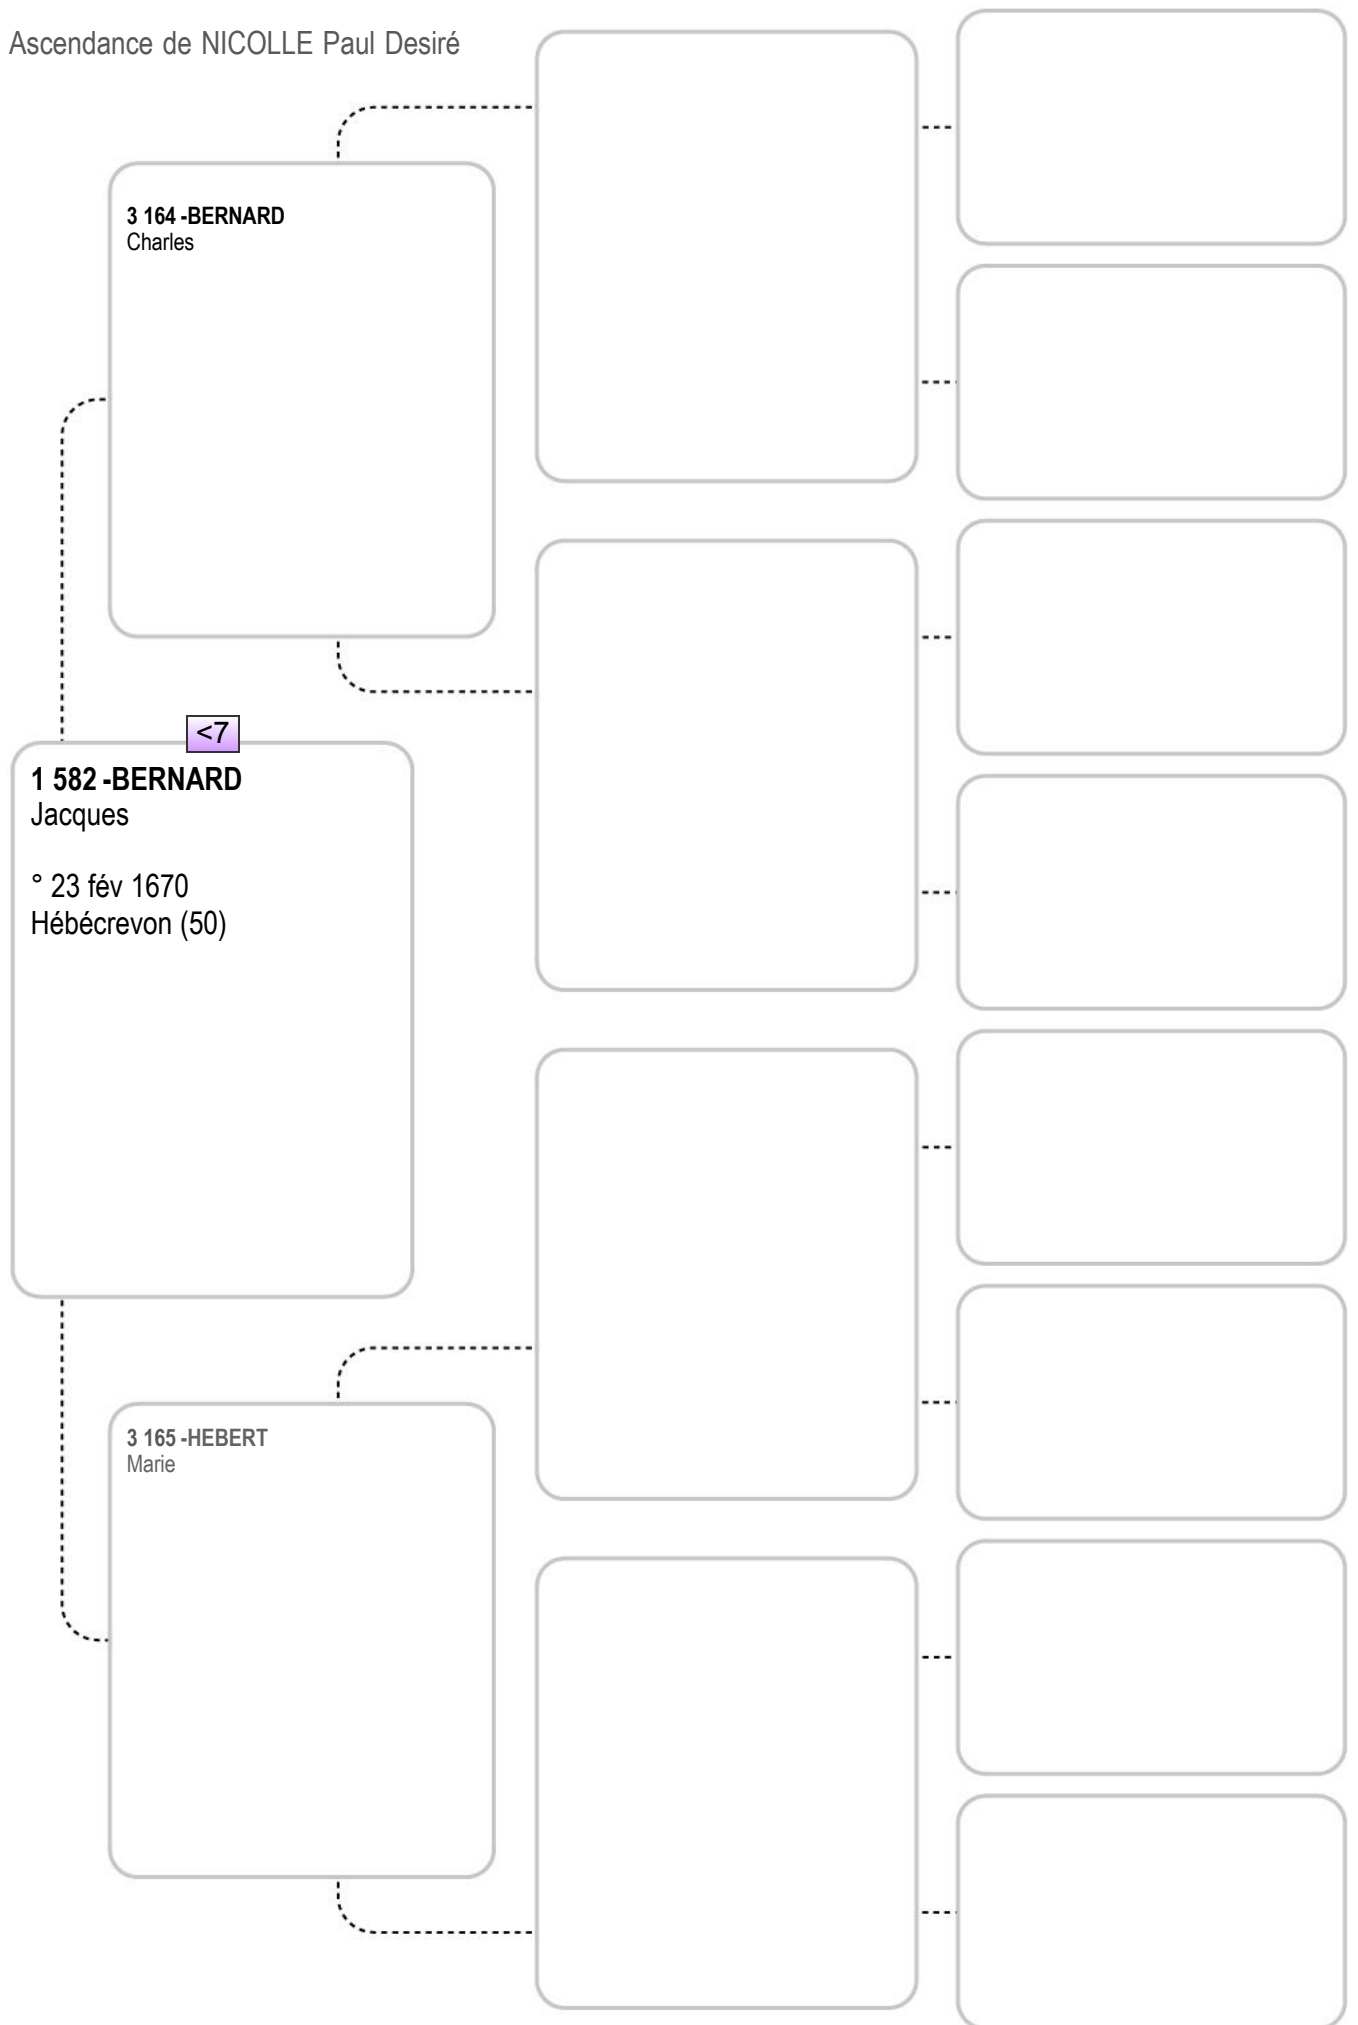 Ascendance de NICOLLE Paul Desiré
3 164 -BERNARD
Charles
<7
1 582 -BERNARD
Jacques
° 23 fév 1670
Hébécrevon (50)
3 165 -HEBERT
Marie